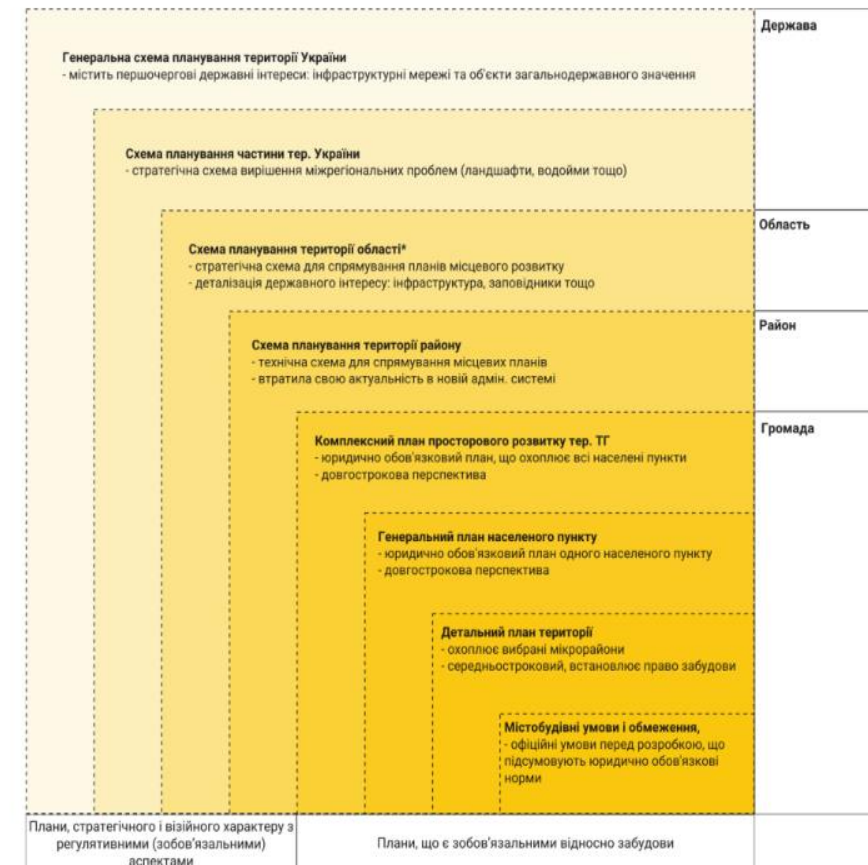 Держава
Генеральна схема планування території України
- містить першочергові державні інтереси: інфраструктурні мережі та об'єкти загальнодержавного значення
Схема планування частини тер. України
- стратегічна схема вирішення міжрегіональних проблем (ландшафти, водойми тощо)
Область
Схема планування території області*
- стратегічна схема для спрямування планів місцевого розвитку
- деталізація державного інтересу: інфраструктура, заповідники тощо
Район
Схема планування території району
- технічна схема для спрямування місцевих планів
- втратила свою актуальність в новій адмін. системі
Громада
Комплексний план просторового розвитку тер. ТГ
- юридично обов'язковий план, що охоплює всі населені пункти
- довгострокова перспектива
Генеральний план населеного пункту
- юридично обов'язковий план одного населеного пункту
- довгострокова перспектива
Детальний план території
- охоплює вибрані мікрорайони
- середньостроковий, встановлює право забудови
Містобудівні умови і обмеження,
- офіційні умови перед розробкою, що
підсумовують юридично обов'язкові
норми
Плани, стратегічного і візійного характеру з
регулятивними (зобов'язальними)
аспектами
Плани, що є зобов'язальними відносно забудови